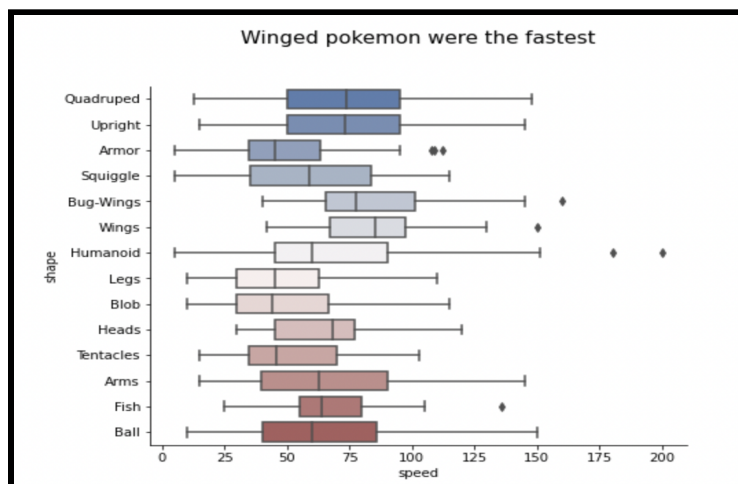 Winged pokemon were the fastest
Quadruped
Upright
Armor
Squiggle
Bug-Wings
Wings
Humanoid
Legs
Blob
Heads
Tentacles
Arms
Fish
Ball
shape
0 25 50 75 100 125 150 175 200
speed